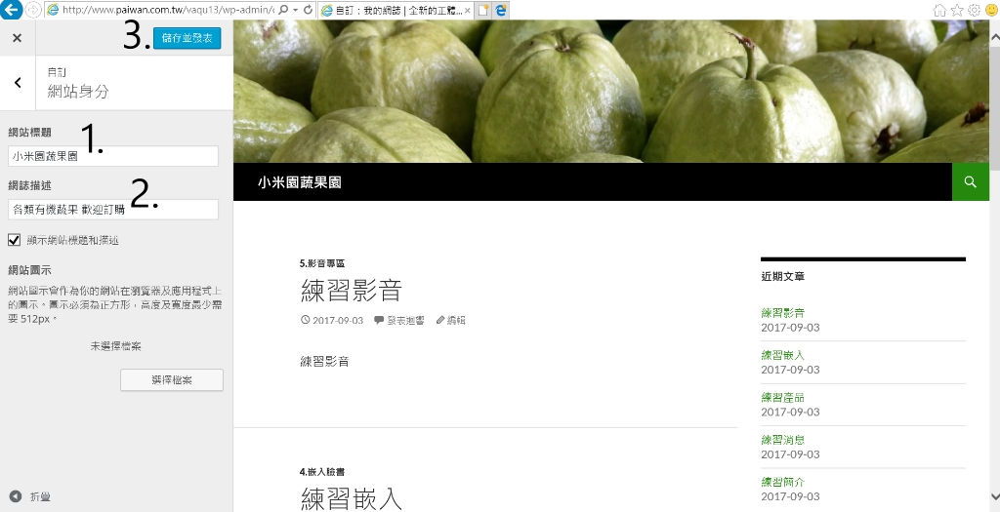 http://www.paiwan.com.tw/vaqu13/wp-admin/
自訂：我的網誌 | 全新的正體...
3.
儲存並發表
自訂
網站身分
網站標題
1.
小米園蔬果園
網誌描述
2.
各類有機蔬果 歡迎訂購
顯示網站標題和描述
網站圖示
網站圖示會作為你的網站在瀏覽器及應用程式上
的圖示。圖示必須為正方形，高度及寬度最少需
要 512px。
未選擇檔案
選擇檔案
折疊
小米園蔬果園
5.影音專區
練習影音
2017-09-03 發表迴響 編輯
練習影音
4.嵌入臉書
練習嵌入
近期文章
練習影音
2017-09-03
練習嵌入
2017-09-03
練習產品
2017-09-03
練習消息
2017-09-03
練習簡介
2017-09-03